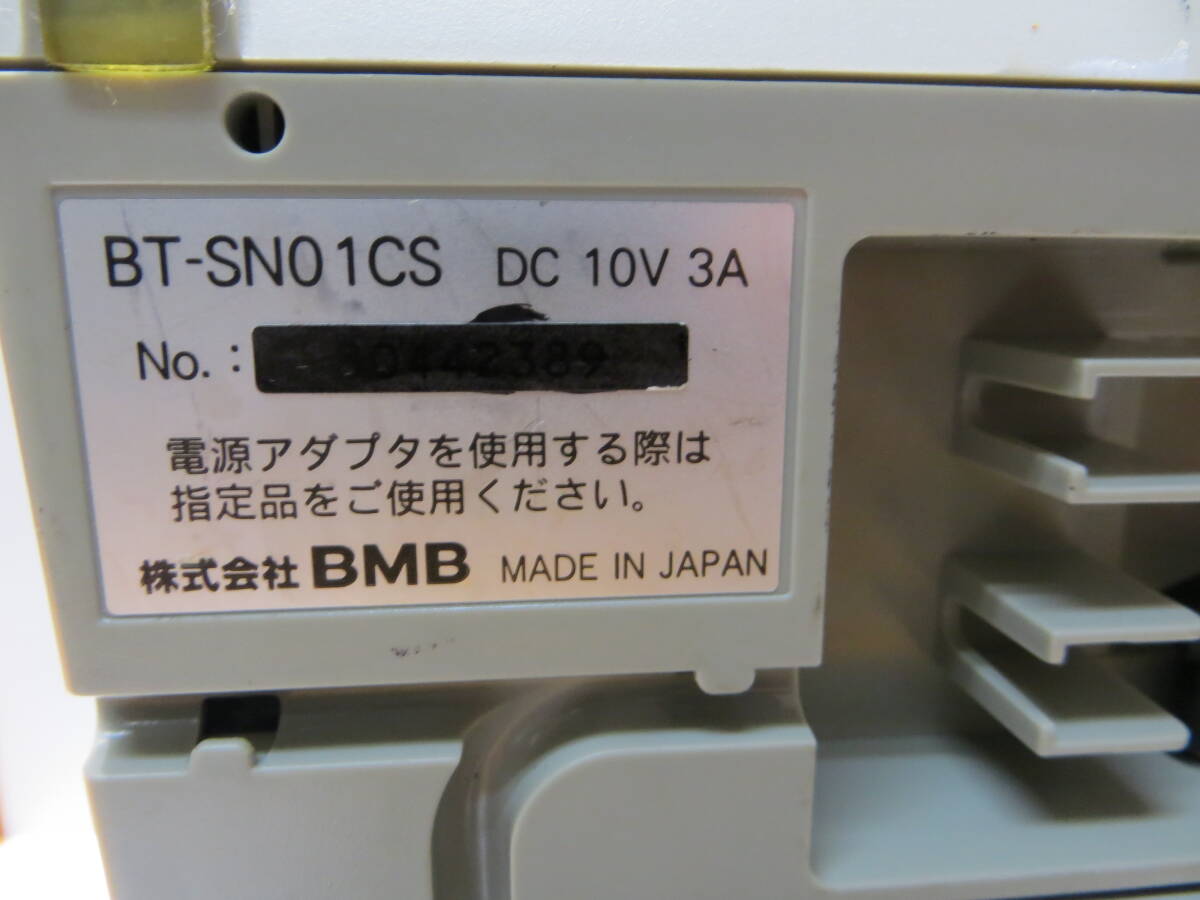 BT-SN01CS DC 10V 3A
No.:
電源アダプタを使用する際は
指定品をご使用ください。
株式会社 BMB MADE IN JAPAN